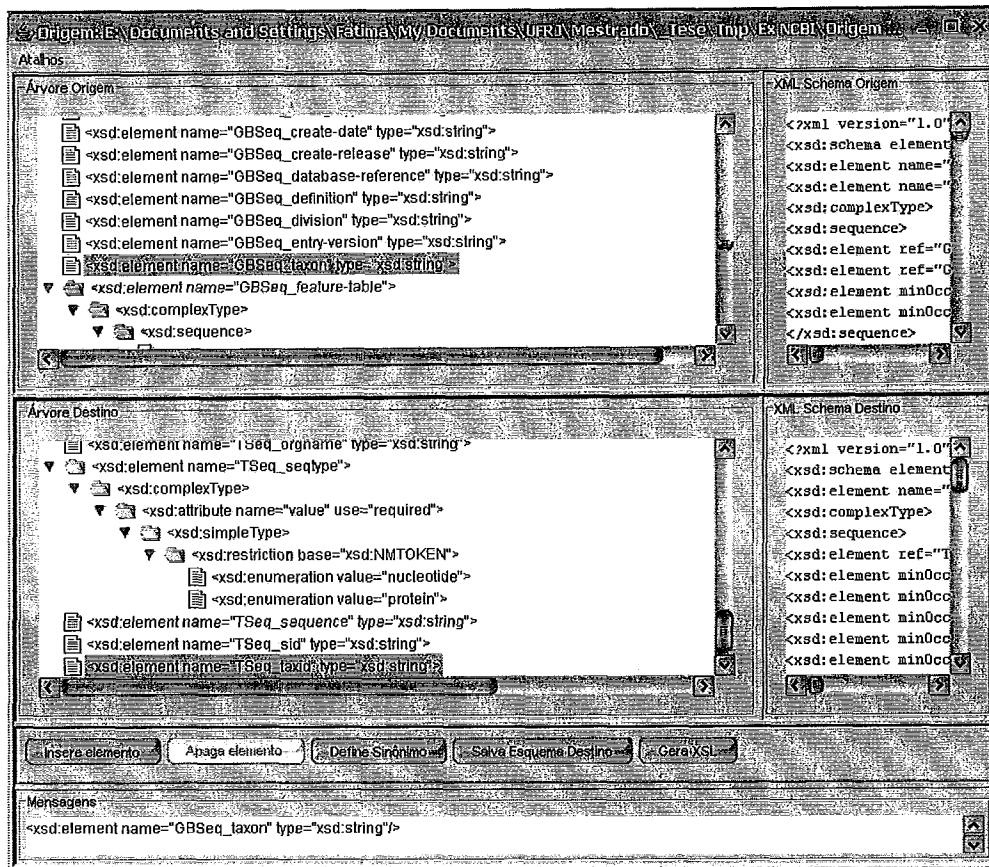 Origem: E:\Documents and Settings\Fatima\My Documents\UFRJ\Mestrado\_Tese\Tmp\Ex NCBI\Origem
Atalhos
Árvore Origem
<xsd:element name="GBSeq_create-date" type="xsd:string">
<xsd:element name="GBSeq_create-release" type="xsd:string">
<xsd:element name="GBSeq_database-reference" type="xsd:string">
<xsd:element name="GBSeq_definition" type="xsd:string">
<xsd:element name="GBSeq_division" type="xsd:string">
<xsd:element name="GBSeq_entry-version" type="xsd:string">
<xsd:element name="GBSeq_taxon" type="xsd:string">
<xsd:element name="GBSeq_feature-table">
<xsd:complexType>
<xsd:sequence>
XML Schema Origem
<?xml version="1.0"
<xsd:schema element
<xsd:element name="
<xsd:element name="
<xsd:complexType>
<xsd:sequence>
<xsd:element ref="G
<xsd:element ref="G
<xsd:element minOcc
<xsd:element minOcc
</xsd:sequence>
Árvore Destino
<xsd:element name="TSeq_orgname" type="xsd:string">
<xsd:element name="TSeq_seqtype">
<xsd:complexType>
<xsd:attribute name="value" use="required">
<xsd:simpleType>
<xsd:restriction base="xsd:NMTOKEN">
<xsd:enumeration value="nucleotide">
<xsd:enumeration value="protein">
<xsd:element name="TSeq_sequence" type="xsd:string">
<xsd:element name="TSeq_sid" type="xsd:string">
<xsd:element name="TSeq_taxid" type="xsd:string">
XML Schema Destino
<?xml version="1.0"
<xsd:schema element
<xsd:element name="
<xsd:complexType>
<xsd:sequence>
<xsd:element ref="T
<xsd:element minOcc
<xsd:element minOcc
<xsd:element minOcc
<xsd:element minOcc
<xsd:element minOcc
Insere elemento Apaga elemento Define Sinônimo Salva Esquema Destino Gera XSL
Mensagens
<xsd:element name="GBSeq_taxon" type="xsd:string"/>